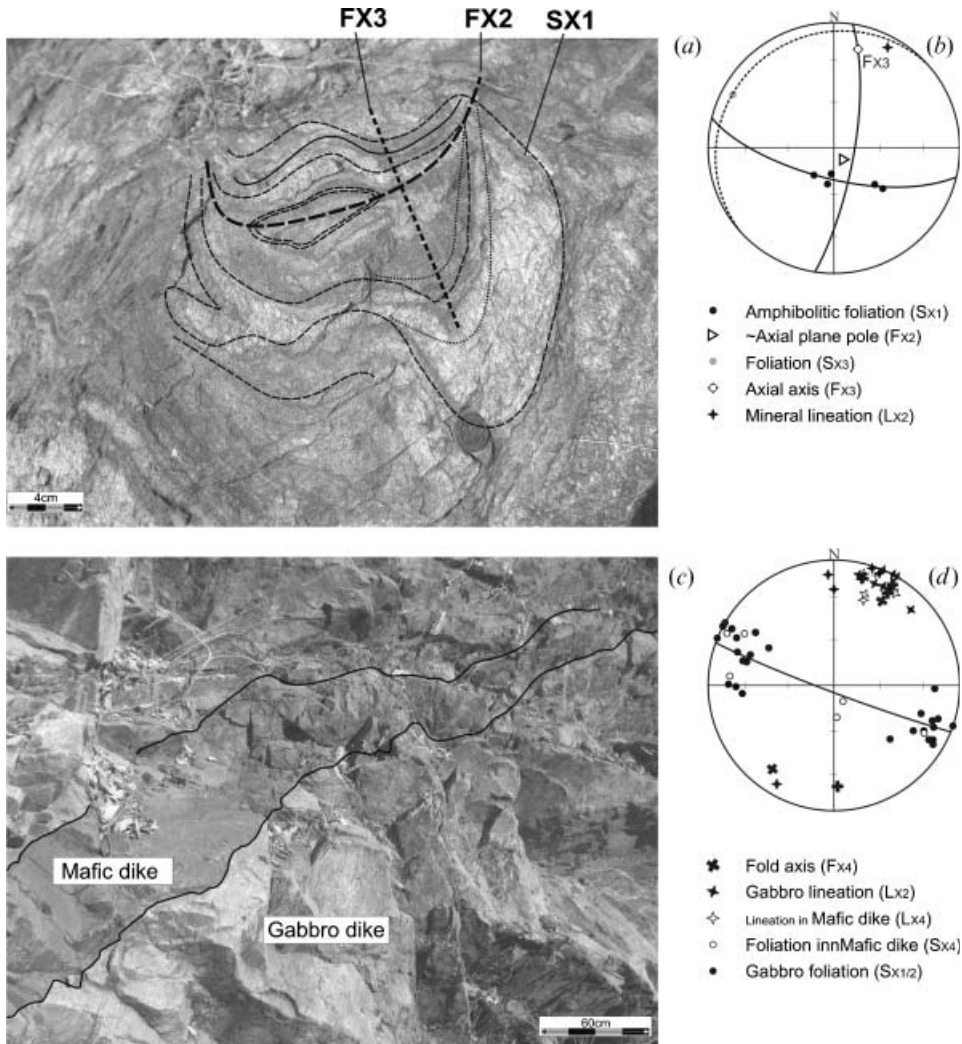 FX3
FX2
SX1
(a)
(b)
N
FX3
Amphibolitic foliation (SX1)
~Axial plane pole (FX2)
Foliation (SX3)
Axial axis (FX3)
Mineral lineation (LX2)
4cm
(c)
(d)
N
Mafic dike
Gabbro dike
60cm
Fold axis (FX4)
Gabbro lineation (LX2)
Lineation in Mafic dike (LX4)
Foliation innMafic dike (SX4)
Gabbro foliation (SX1/2)